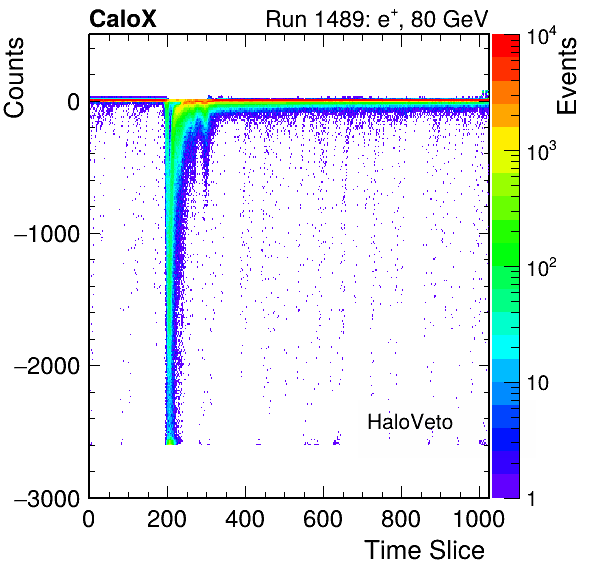 CaloX Run 1489: e+, 80 GeV
Counts
Events
0
−1000
−2000
−3000
0 200 400 600 800 1000
Time Slice
HaloVeto
10^4
10^3
10^2
10
1